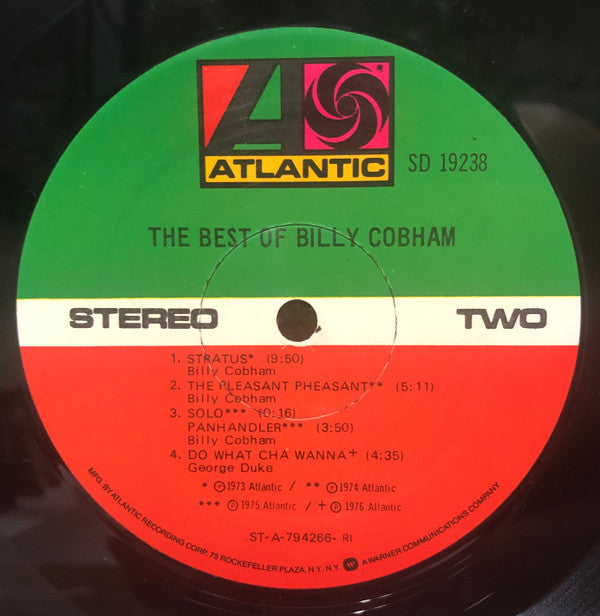 ATLANTIC
SD 19238
THE BEST OF BILLY COBHAM
STEREO TWO
1. STRATUS* (9:50)
Billy Cobham
2. THE PLEASANT PHEASANT** (5:11)
Billy Cobham
3. SOLO*** (0:16)
PANHANDLER*** (3:50)
Billy Cobham
4. DO WHAT CHA WANNA+ (4:35)
George Duke
* ℗ 1973 Atlantic / ** ℗ 1974 Atlantic
*** ℗ 1975 Atlantic / + ℗ 1976 Atlantic
ST-A-794266- RI
MFG. BY ATLANTIC RECORDING CORP. 75 ROCKEFELLER PLAZA, N.Y. N.Y. W A WARNER COMMUNICATIONS COMPANY